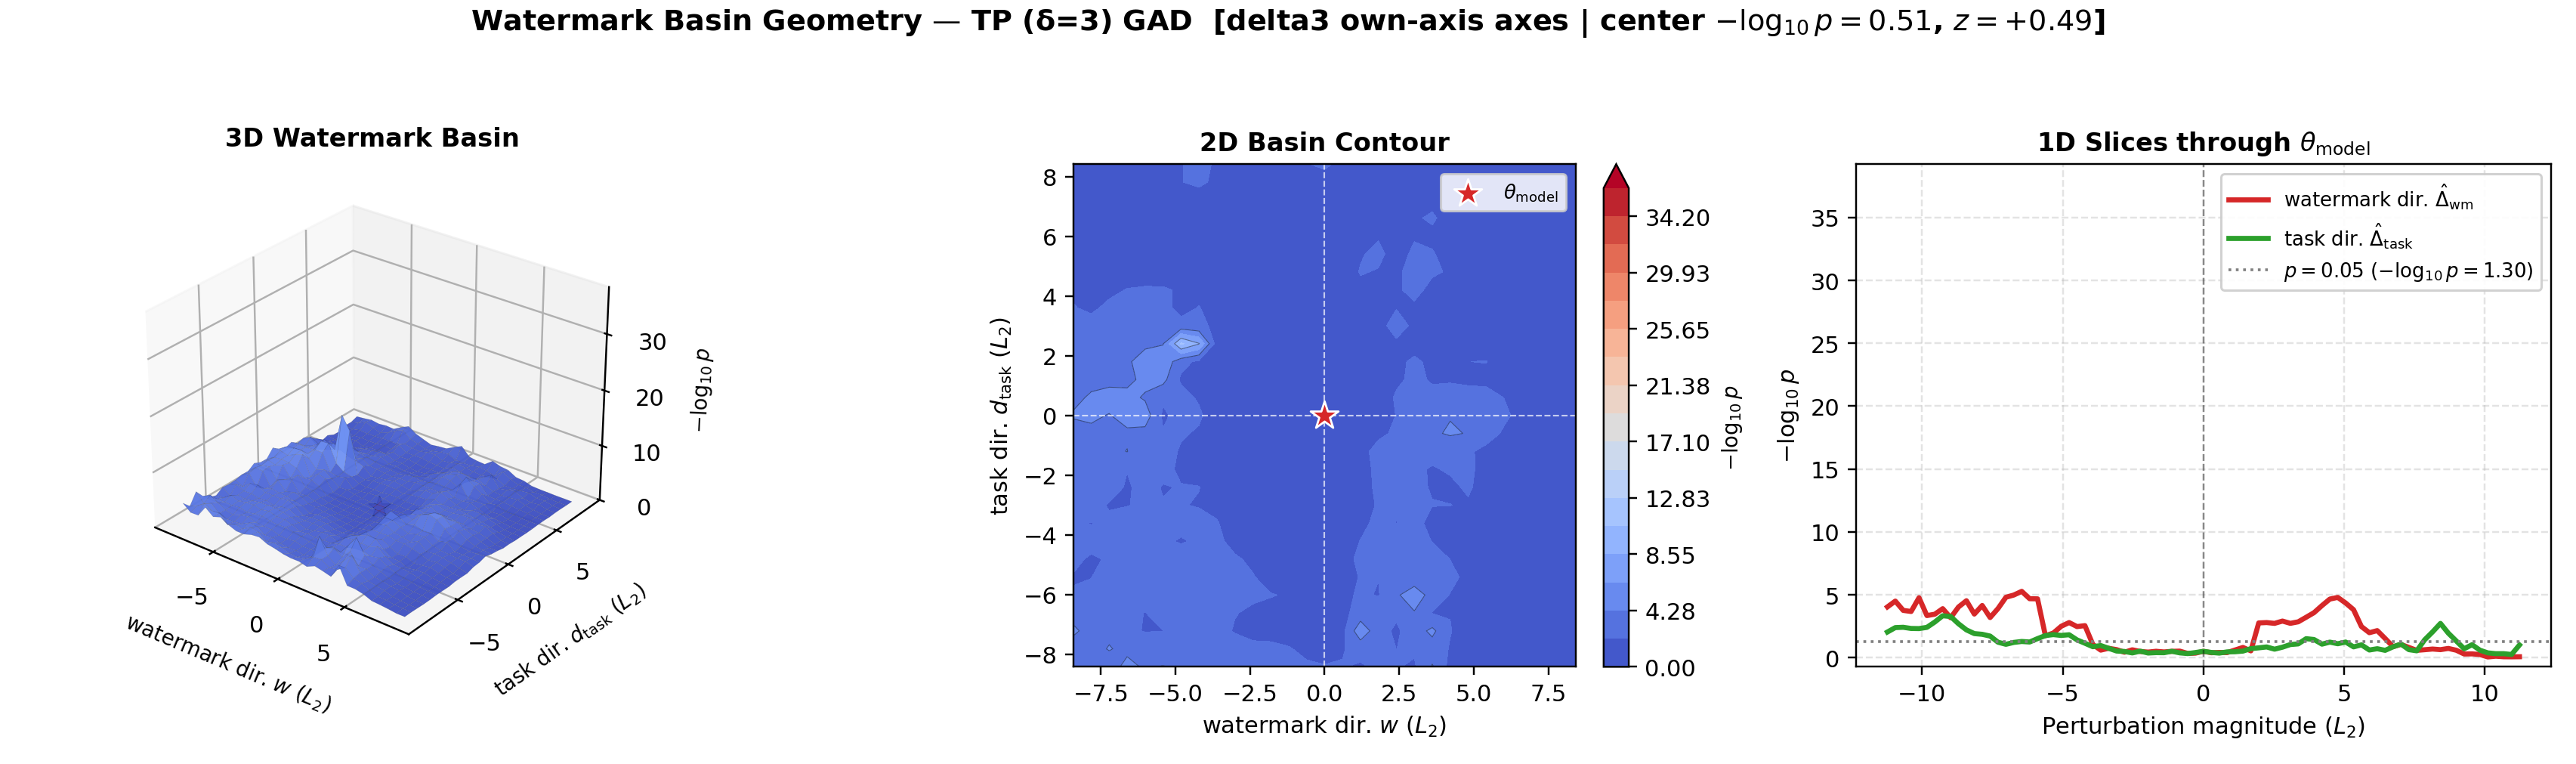 Watermark Basin Geometry — TP (δ=3) GAD [delta3 own-axis axes | center −log₁₀ p = 0.51, z = +0.49]
3D Watermark Basin
30
20
10
0
−log₁₀ p
−5
0
5
watermark dir. w (L₂)
−5
0
5
task dir. d_task (L₂)
2D Basin Contour
θ_model
8
6
4
2
0
−2
−4
−6
−8
task dir. d_task (L₂)
−7.5 −5.0 −2.5 0.0 2.5 5.0 7.5
watermark dir. w (L₂)
34.20
29.93
25.65
21.38
17.10
12.83
8.55
4.28
0.00
−log₁₀ p
1D Slices through θ_model
watermark dir. Δ̂_wm
task dir. Δ̂_task
p = 0.05 (−log₁₀ p = 1.30)
35
30
25
20
15
10
5
0
−log₁₀ p
−10 −5 0 5 10
Perturbation magnitude (L₂)